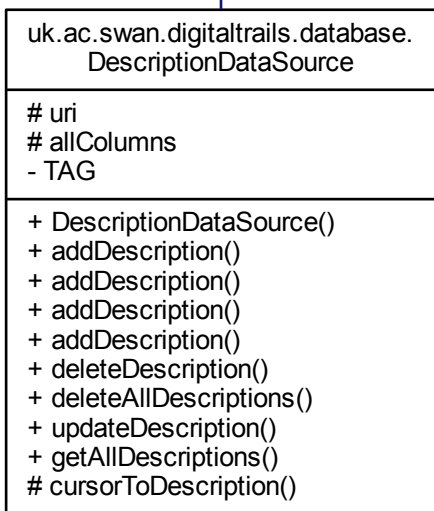 uk.ac.swan.digitaltrails.database.
DescriptionDataSource
# uri
# allColumns
- TAG
+ DescriptionDataSource()
+ addDescription()
+ addDescription()
+ addDescription()
+ addDescription()
+ deleteDescription()
+ deleteAllDescriptions()
+ updateDescription()
+ getAllDescriptions()
# cursorToDescription()